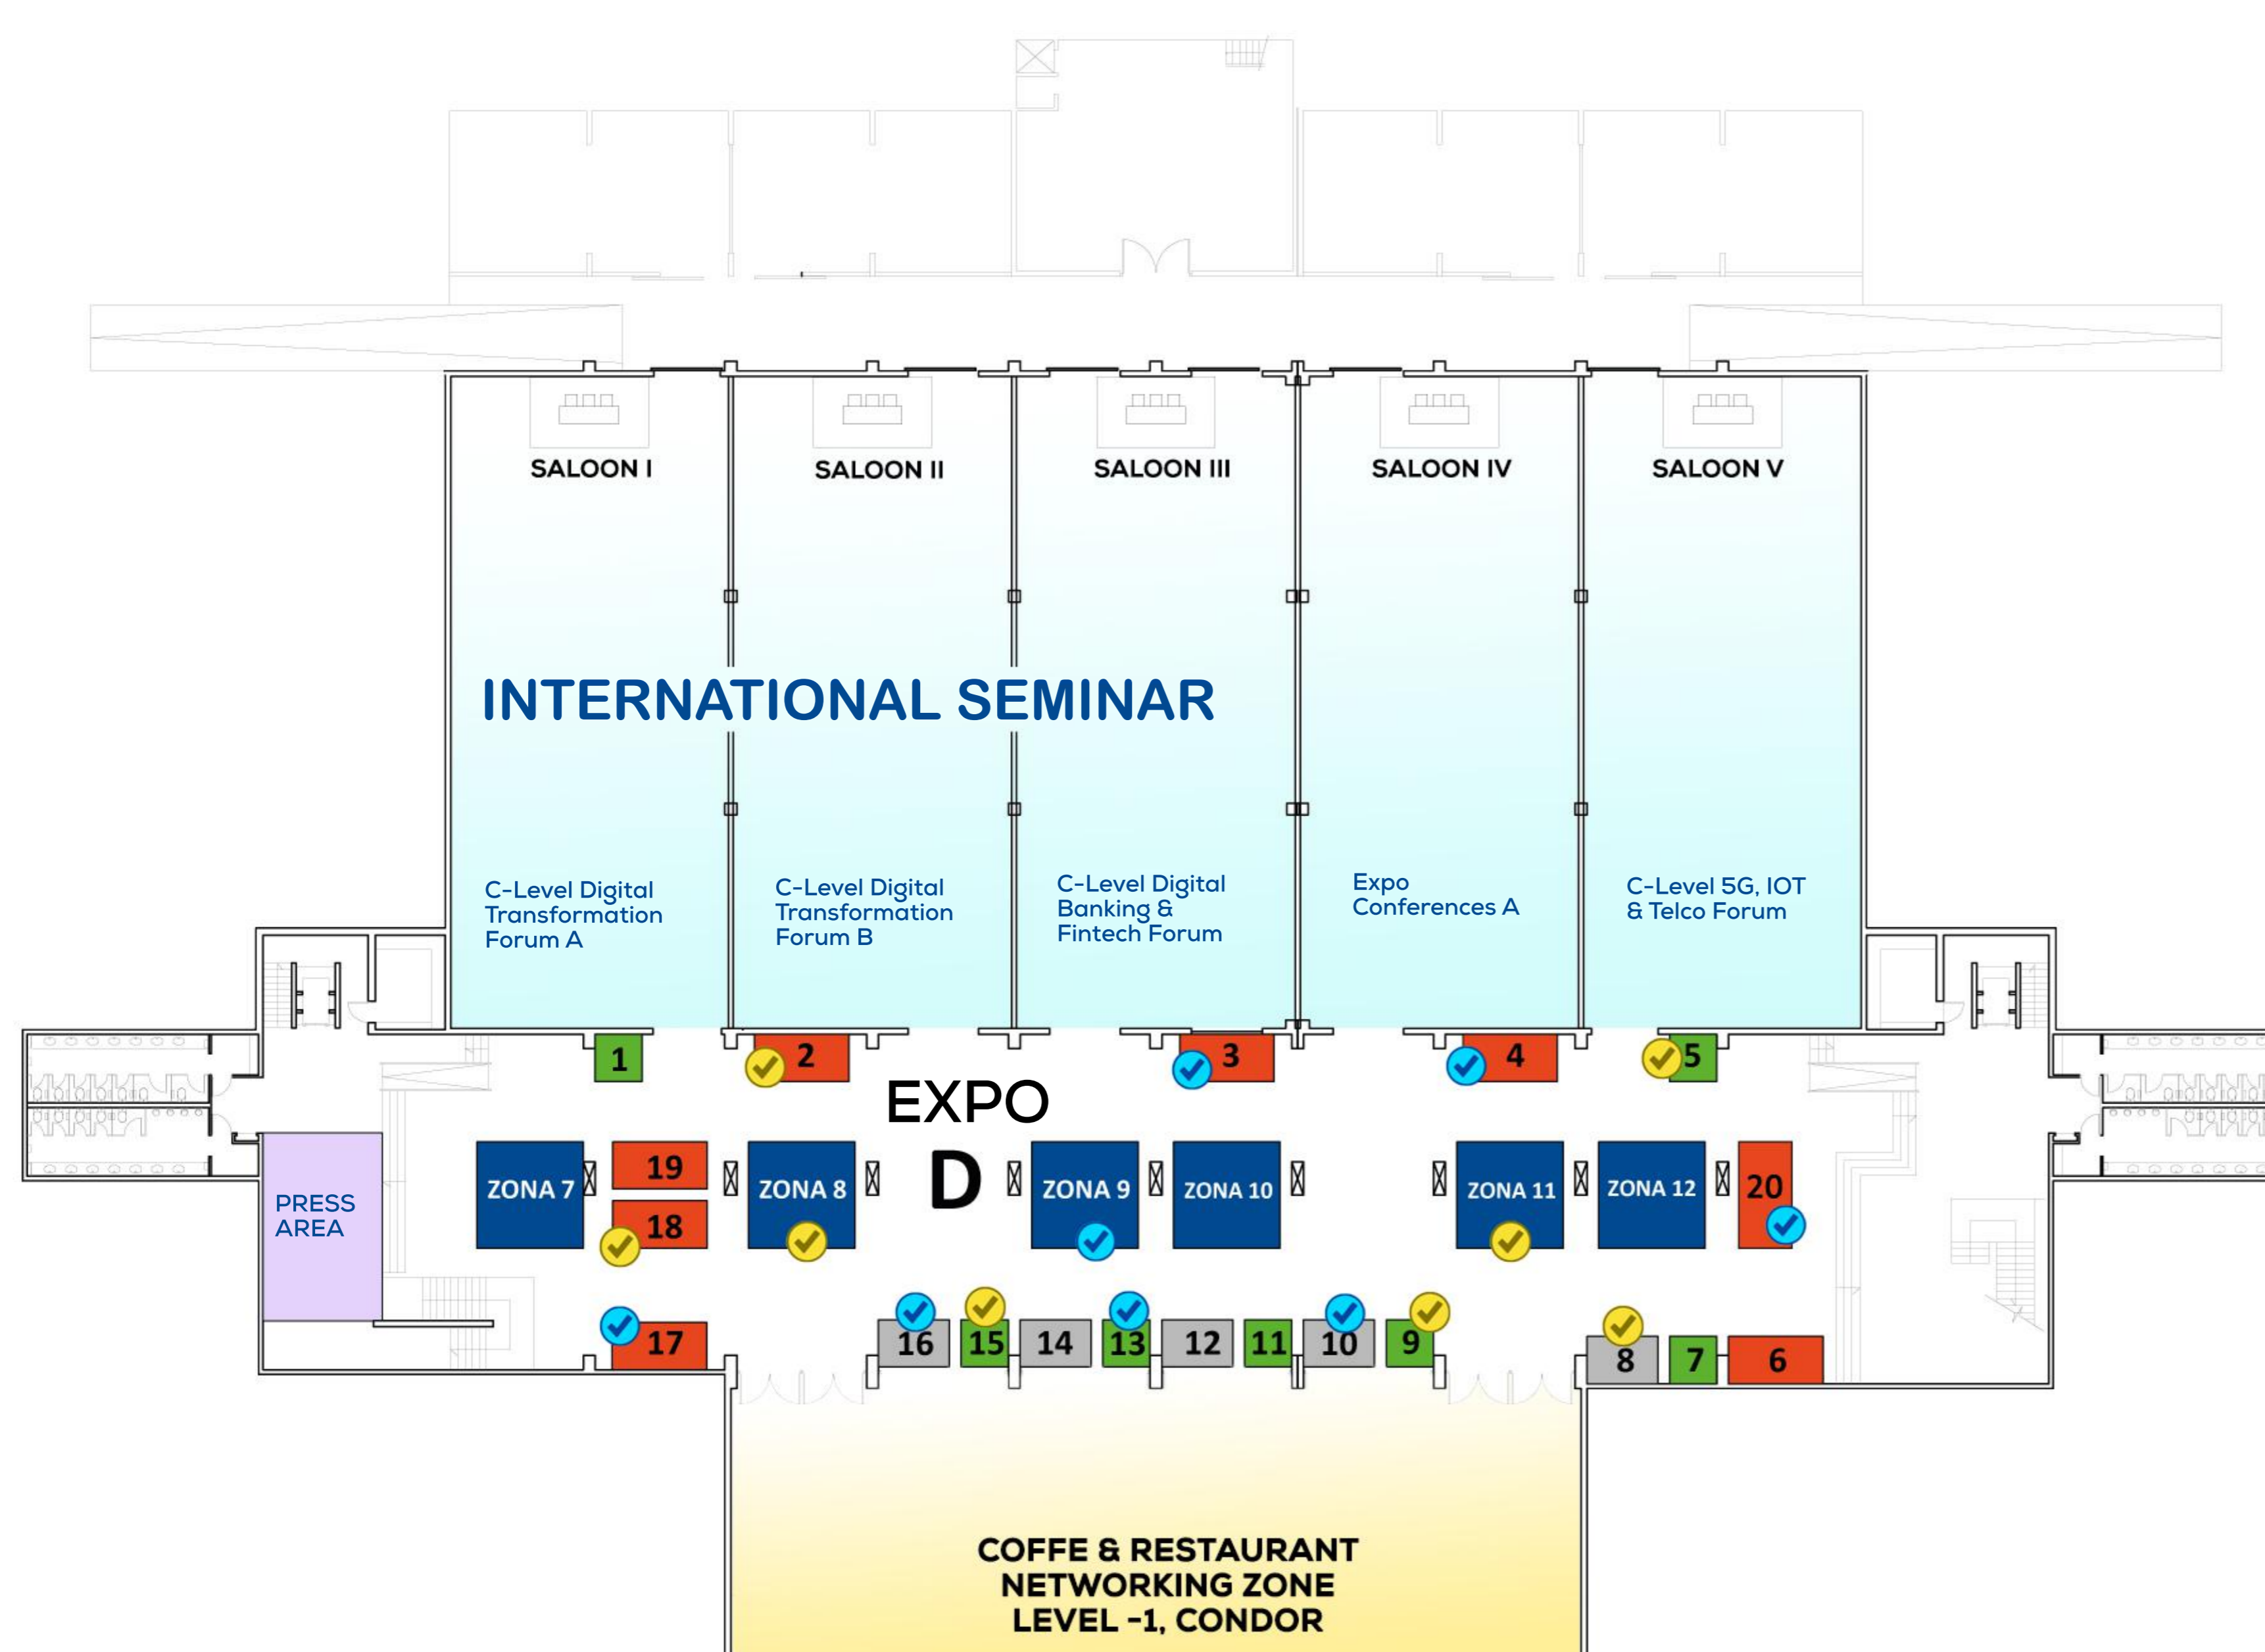 SALOON I
SALOON II
SALOON III
SALOON IV
SALOON V
INTERNATIONAL SEMINAR
C-Level Digital
Transformation
Forum A
C-Level Digital
Transformation
Forum B
C-Level Digital
Banking &
Fintech Forum
Expo
Conferences A
C-Level 5G, IOT
& Telco Forum
1
2
3
4
5
EXPO
D
PRESS
AREA
ZONA 7
19
18
ZONA 8
ZONA 9
ZONA 10
ZONA 11
ZONA 12
20
17
16
15
14
13
12
11
10
9
8
7
6
COFFE & RESTAURANT
NETWORKING ZONE
LEVEL -1, CONDOR